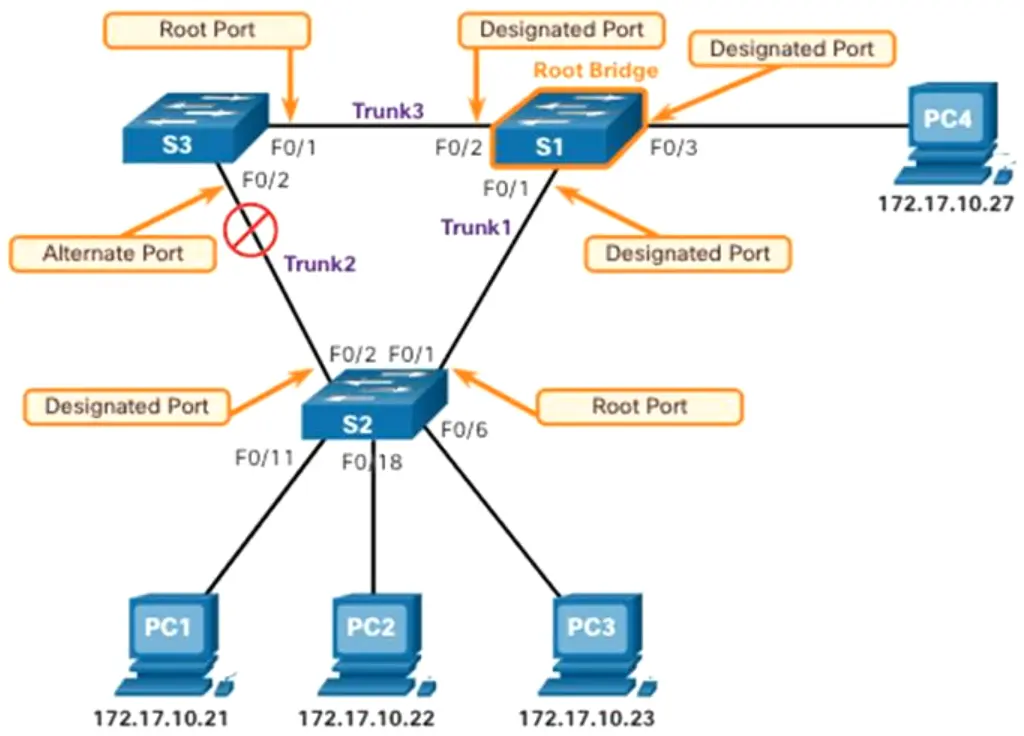 Root Port
Designated Port
Designated Port
Root Bridge
Trunk3
PC4
S3
F0/1
F0/2
S1
F0/3
F0/2
F0/1
172.17.10.27
Trunk1
Alternate Port
Designated Port
Trunk2
F0/2
F0/1
Designated Port
Root Port
S2
F0/6
F0/11
F0/18
PC1
PC2
PC3
172.17.10.21
172.17.10.22
172.17.10.23